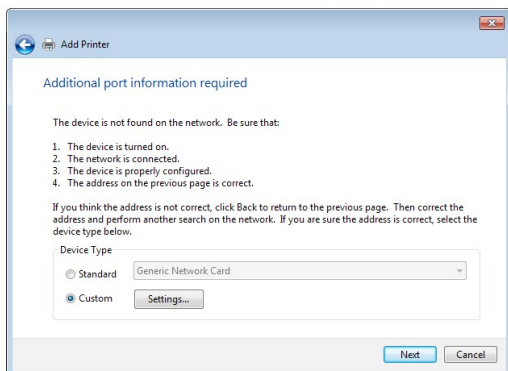 Add Printer
Additional port information required
The device is not found on the network.  Be sure that:
1.  The device is turned on.
2.  The network is connected.
3.  The device is properly configured.
4.  The address on the previous page is correct.
If you think the address is not correct, click Back to return to the previous page.  Then correct the
address and perform another search on the network.  If you are sure the address is correct, select the
device type below.
Device Type
Standard
Generic Network Card
Custom
Settings...
Next
Cancel